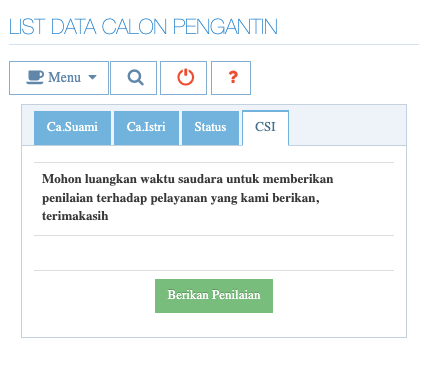 LIST DATA CALON PENGANTIN
Menu
?
Ca.Suami Ca.Istri Status CSI
Mohon luangkan waktu saudara untuk memberikan
penilaian terhadap pelayanan yang kami berikan,
terimakasih
Berikan Penilaian